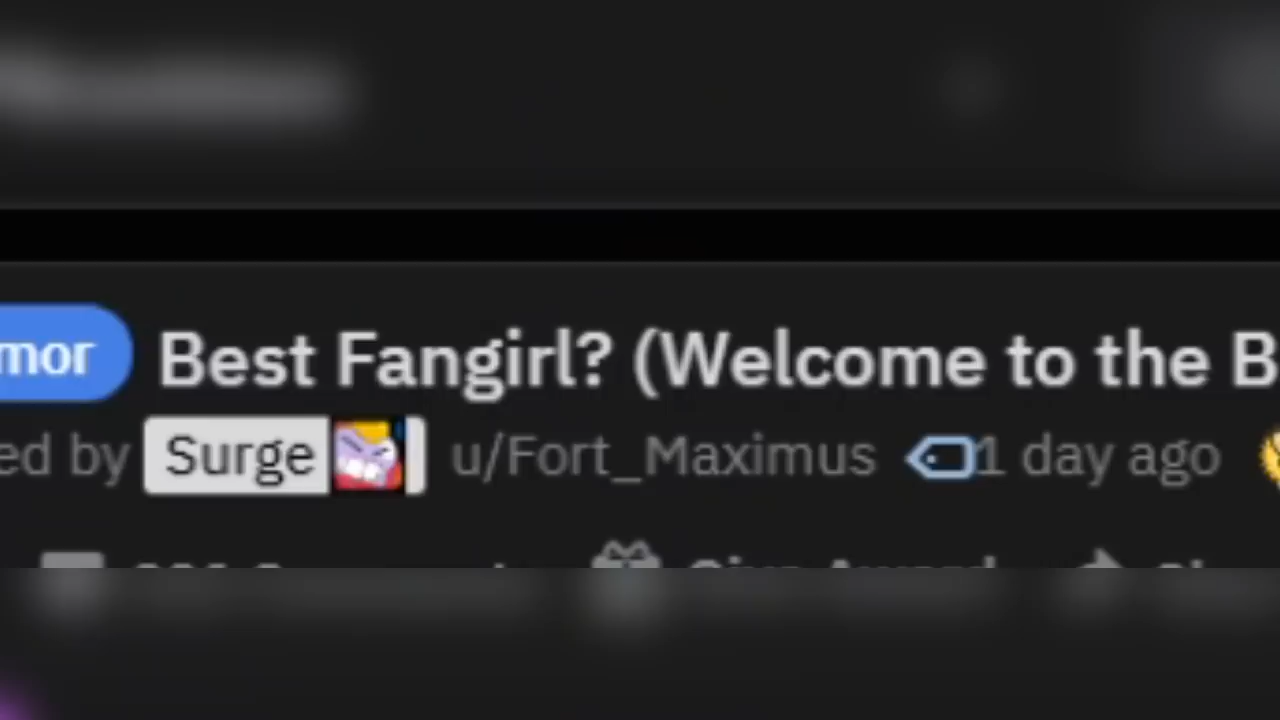 mor Best Fangirl? (Welcome to the B
ed by Surge u/Fort_Maximus 1 day ago